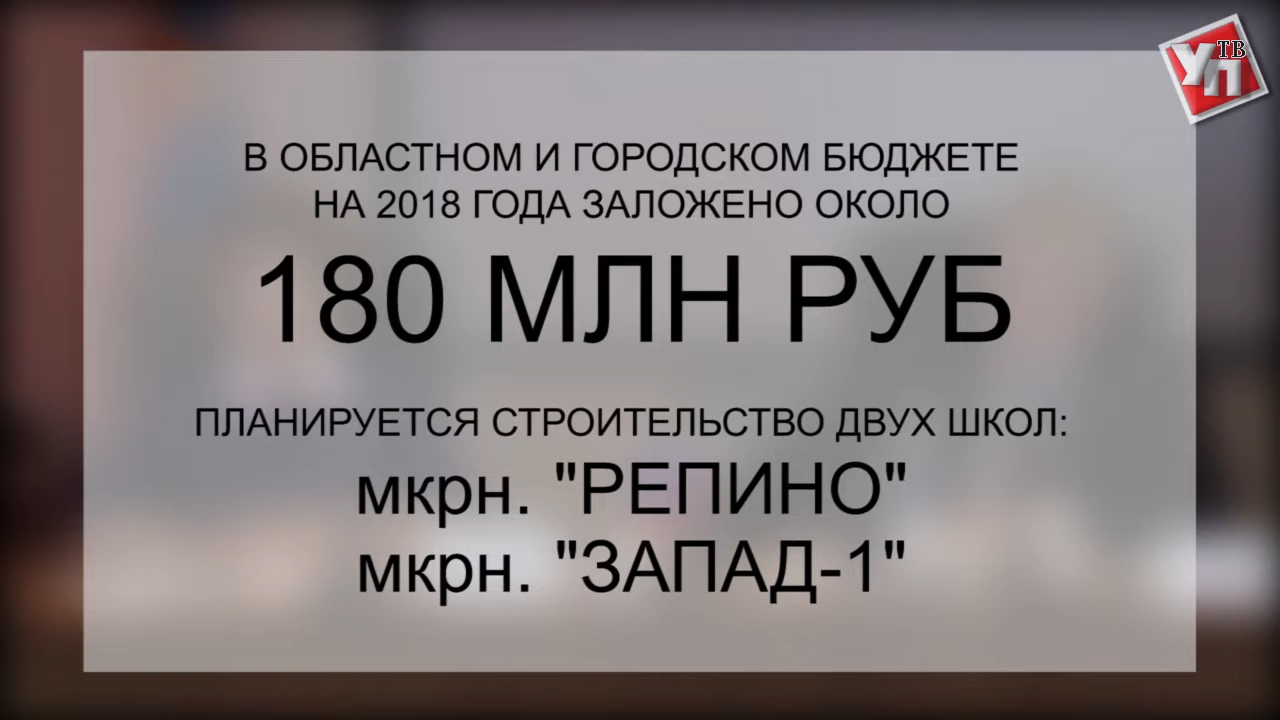 УП ТВ
В ОБЛАСТНОМ И ГОРОДСКОМ БЮДЖЕТЕ
НА 2018 ГОДА ЗАЛОЖЕНО ОКОЛО
180 МЛН РУБ
ПЛАНИРУЕТСЯ СТРОИТЕЛЬСТВО ДВУХ ШКОЛ:
мкрн. "РЕПИНО"
мкрн. "ЗАПАД-1"